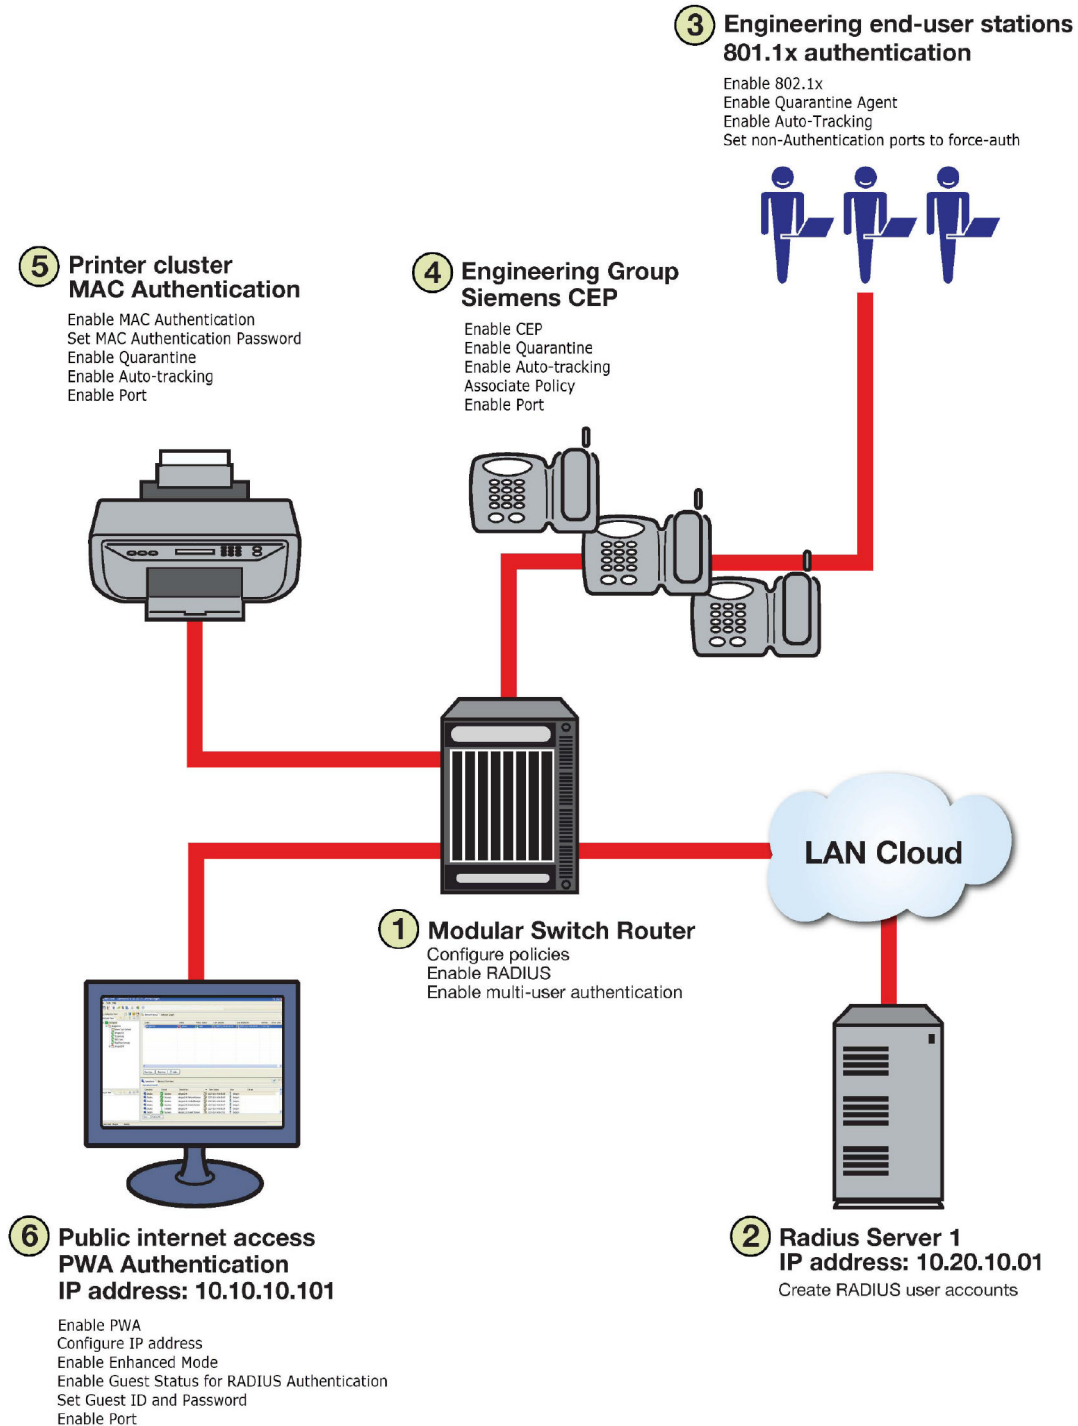 3 Engineering end-user stations
801.1x authentication
Enable 802.1x
Enable Quarantine Agent
Enable Auto-Tracking
Set non-Authentication ports to force-auth
5 Printer cluster
MAC Authentication
Enable MAC Authentication
Set MAC Authentication Password
Enable Quarantine
Enable Auto-tracking
Enable Port
4 Engineering Group
Siemens CEP
Enable CEP
Enable Quarantine
Enable Auto-tracking
Associate Policy
Enable Port
LAN Cloud
1 Modular Switch Router
Configure policies
Enable RADIUS
Enable multi-user authentication
2 Radius Server 1
IP address: 10.20.10.01
Create RADIUS user accounts
6 Public internet access
PWA Authentication
IP address: 10.10.10.101
Enable PWA
Configure IP address
Enable Enhanced Mode
Enable Guest Status for RADIUS Authentication
Set Guest ID and Password
Enable Port